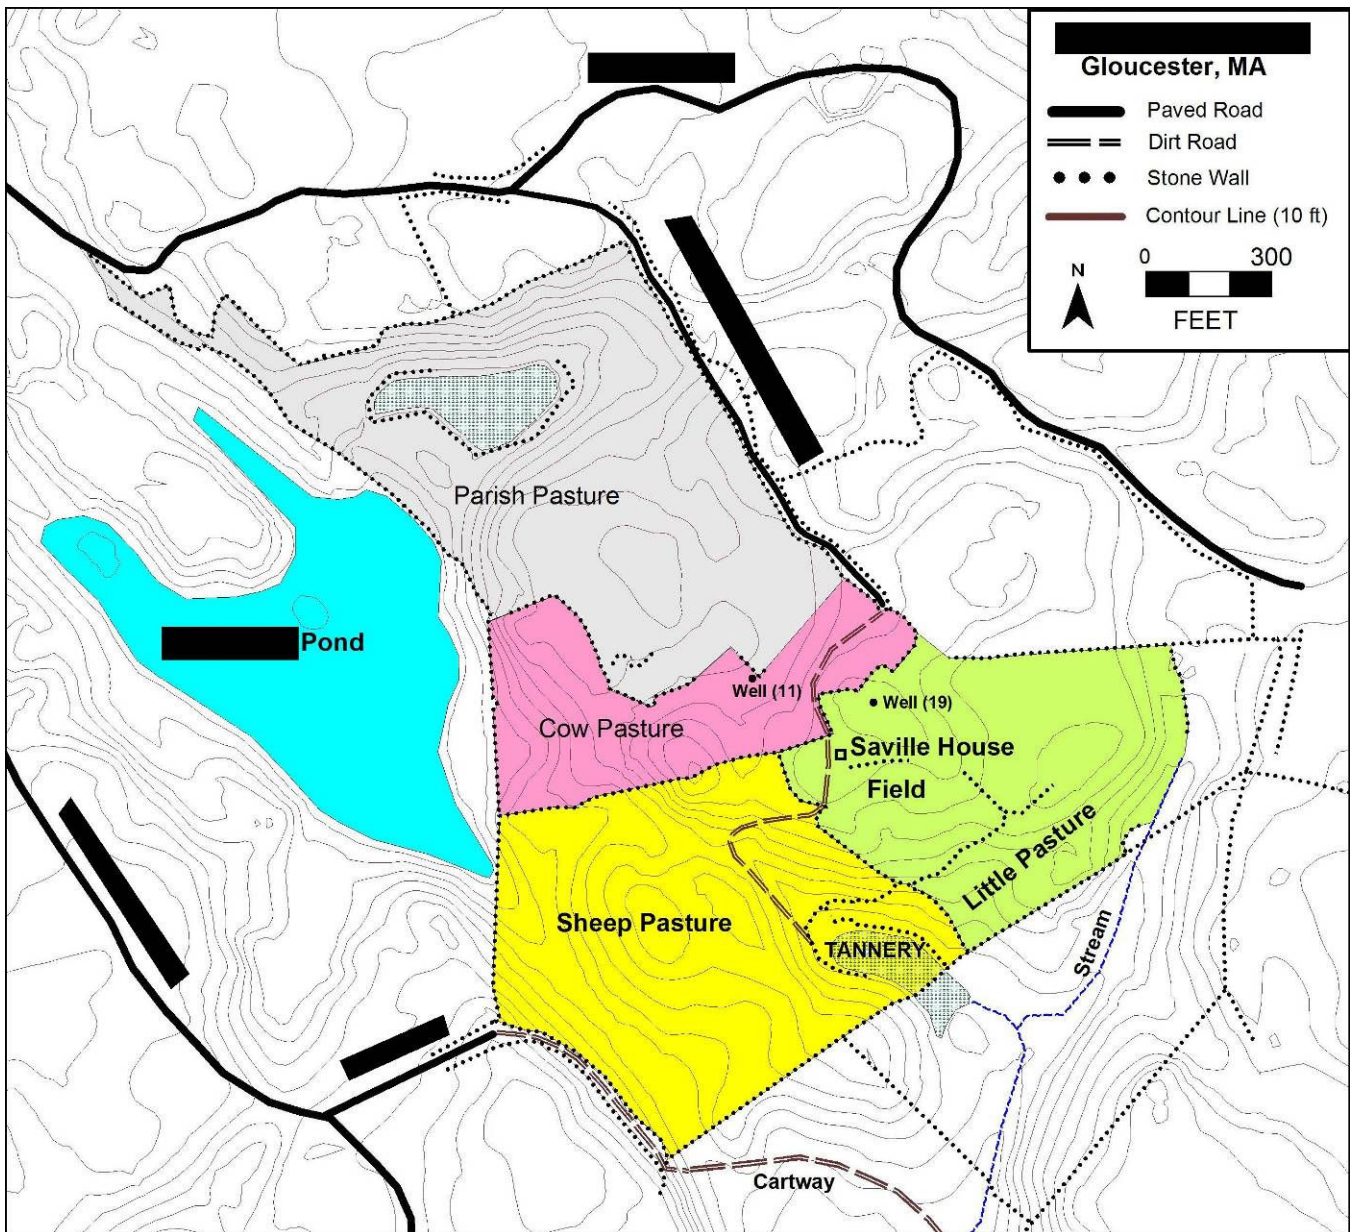 Gloucester, MA
Paved Road
Dirt Road
Stone Wall
Contour Line (10 ft)
0 300
N
FEET
Parish Pasture
Pond
Well (11)
Well (19)
Cow Pasture
Saville House
Field
Little Pasture
Sheep Pasture
TANNERY
Stream
Cartway